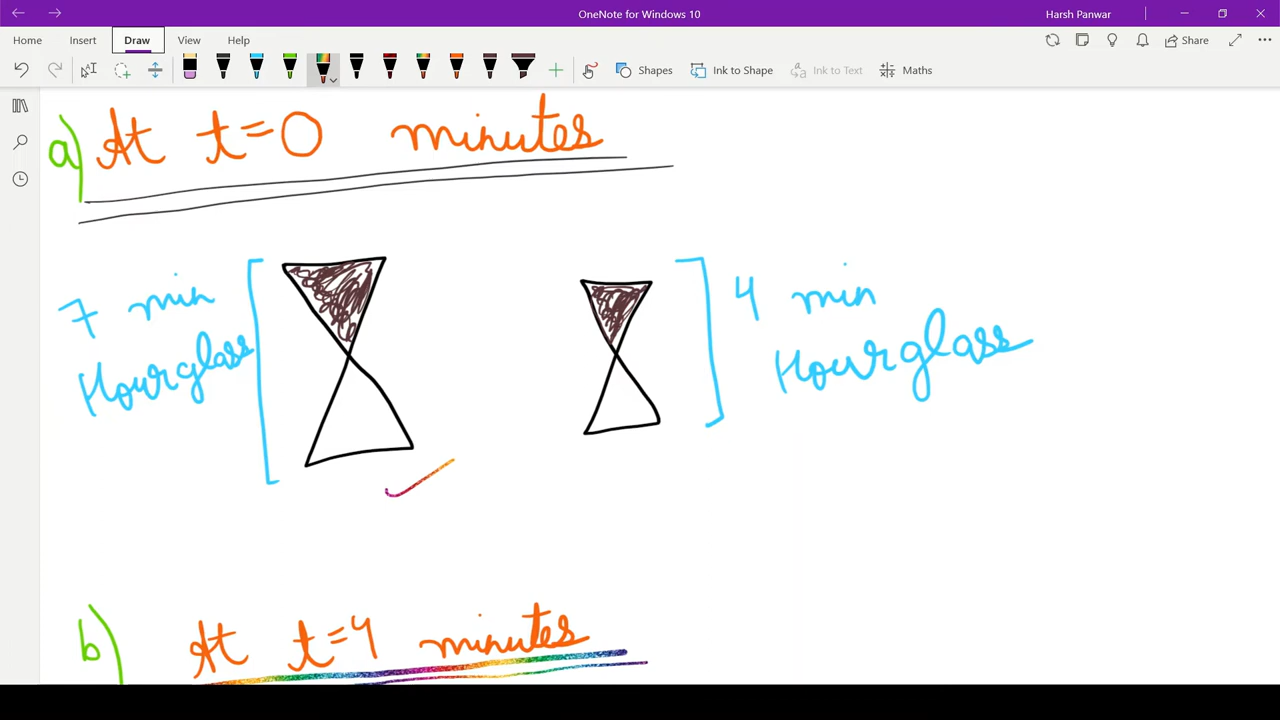 OneNote for Windows 10
Harsh Panwar
Home Insert Draw View Help
Share
Shapes Ink to Shape Ink to Text Maths
a) At t=0 minutes
7 min
Hourglass
4 min
Hourglass
b) At t=4 minutes